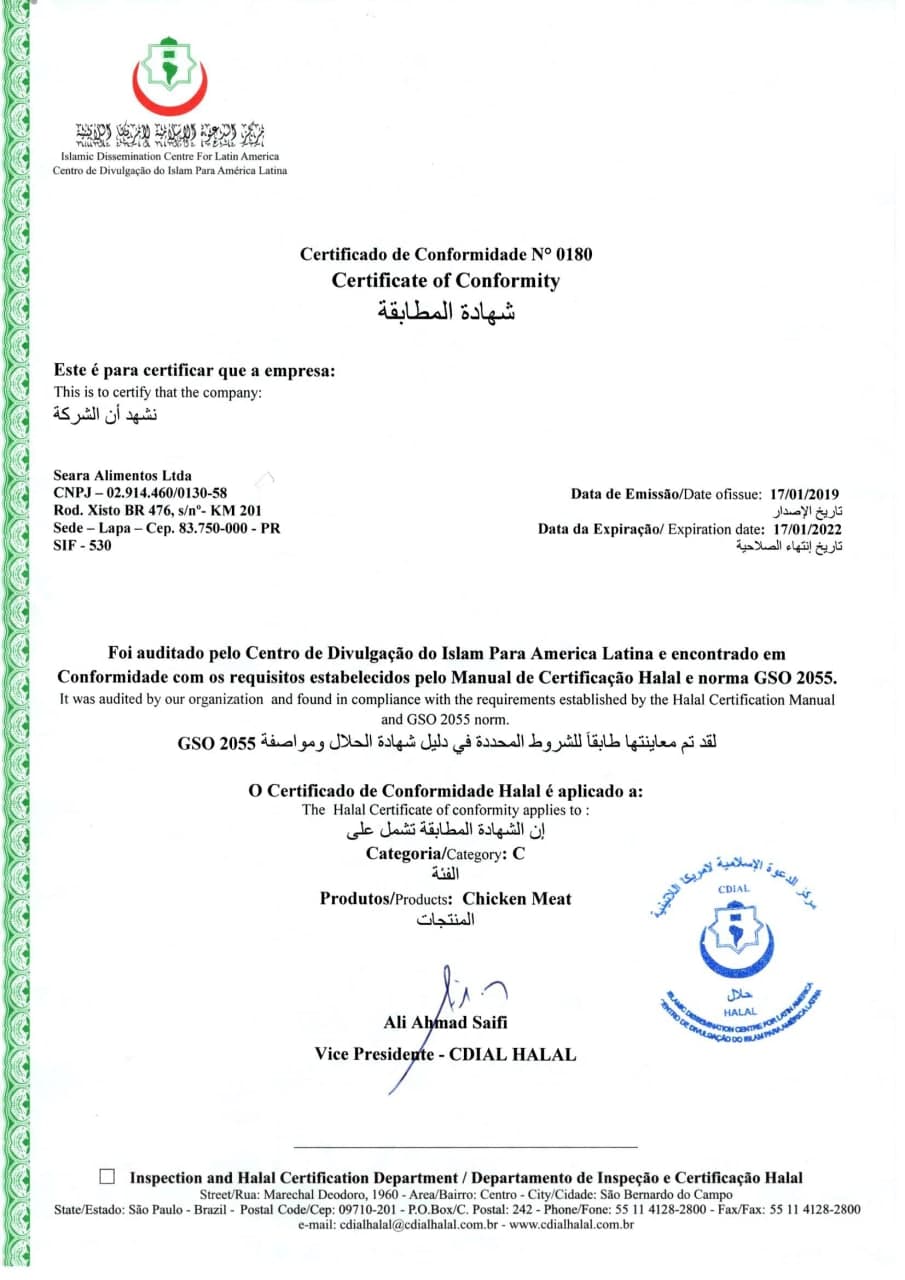 مركز الدعوة الإسلامية لأمريكا اللاتينية
Islamic Dissemination Centre For Latin America
Centro de Divulgação do Islam Para América Latina
Certificado de Conformidade Nº 0180
Certificate of Conformity
شهادة المطابقة
Este é para certificar que a empresa:
This is to certify that the company:
نشهد أن الشركة
Seara Alimentos Ltda
CNPJ – 02.914.460/0130-58
Rod. Xisto BR 476, s/nº- KM 201
Sede – Lapa – Cep. 83.750-000 - PR
SIF - 530
Data de Emissão/Date ofissue: 17/01/2019
تاريخ الإصدار
Data da Expiração/ Expiration date: 17/01/2022
تاريخ إنتهاء الصلاحية
Foi auditado pelo Centro de Divulgação do Islam Para America Latina e encontrado em
Conformidade com os requisitos estabelecidos pelo Manual de Certificação Halal e norma GSO 2055.
It was audited by our organization and found in compliance with the requirements established by the Halal Certification Manual
and GSO 2055 norm.
لقد تم معاينتها طابقاً للشروط المحددة في دليل شهادة الحلال ومواصفة GSO 2055
O Certificado de Conformidade Halal é aplicado a:
The Halal Certificate of conformity applies to :
إن الشهادة المطابقة تشمل على
Categoria/Category: C
الفئة
Produtos/Products: Chicken Meat
المنتجات
مركز الدعوة الإسلامية لامريكا اللاتينية
CDIAL
حلال
HALAL
ISLAMIC DISSEMINATION CENTRE FOR LATIN AMERICA
CENTRO DE DIVULGAÇÃO DO ISLAM PARA AMÉRICA LATINA
Ali Ahmad Saifi
Vice Presidente - CDIAL HALAL
Inspection and Halal Certification Department / Departamento de Inspeção e Certificação Halal
Street/Rua: Marechal Deodoro, 1960 - Area/Bairro: Centro - City/Cidade: São Bernardo do Campo
State/Estado: São Paulo - Brazil - Postal Code/Cep: 09710-201 - P.O.Box/C. Postal: 242 - Phone/Fone: 55 11 4128-2800 - Fax/Fax: 55 11 4128-2800
e-mail: cdialhalal@cdialhalal.com.br - www.cdialhalal.com.br